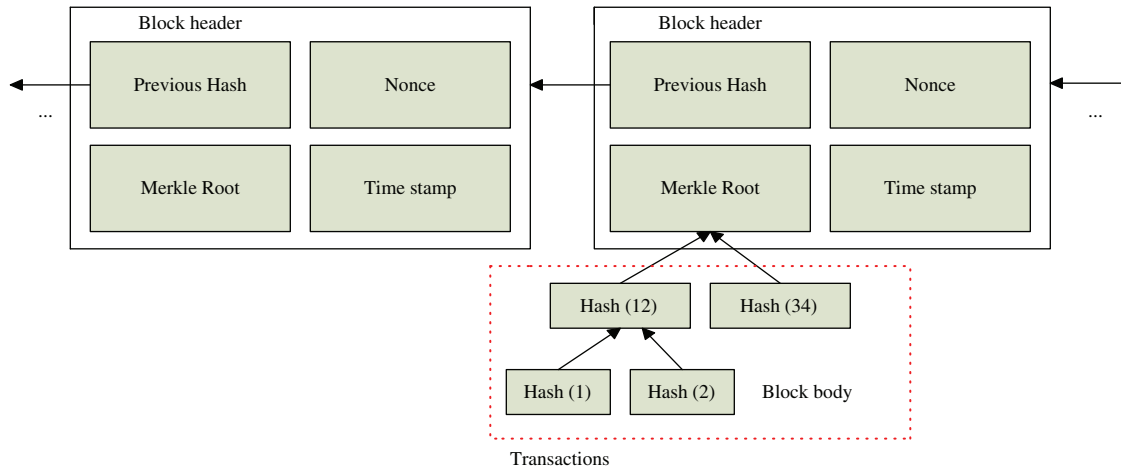 Block header
Previous Hash
Nonce
...
Merkle Root
Time stamp
Block header
Previous Hash
Nonce
...
Merkle Root
Time stamp
Hash (12)
Hash (34)
Hash (1)
Hash (2)
Block body
Transactions